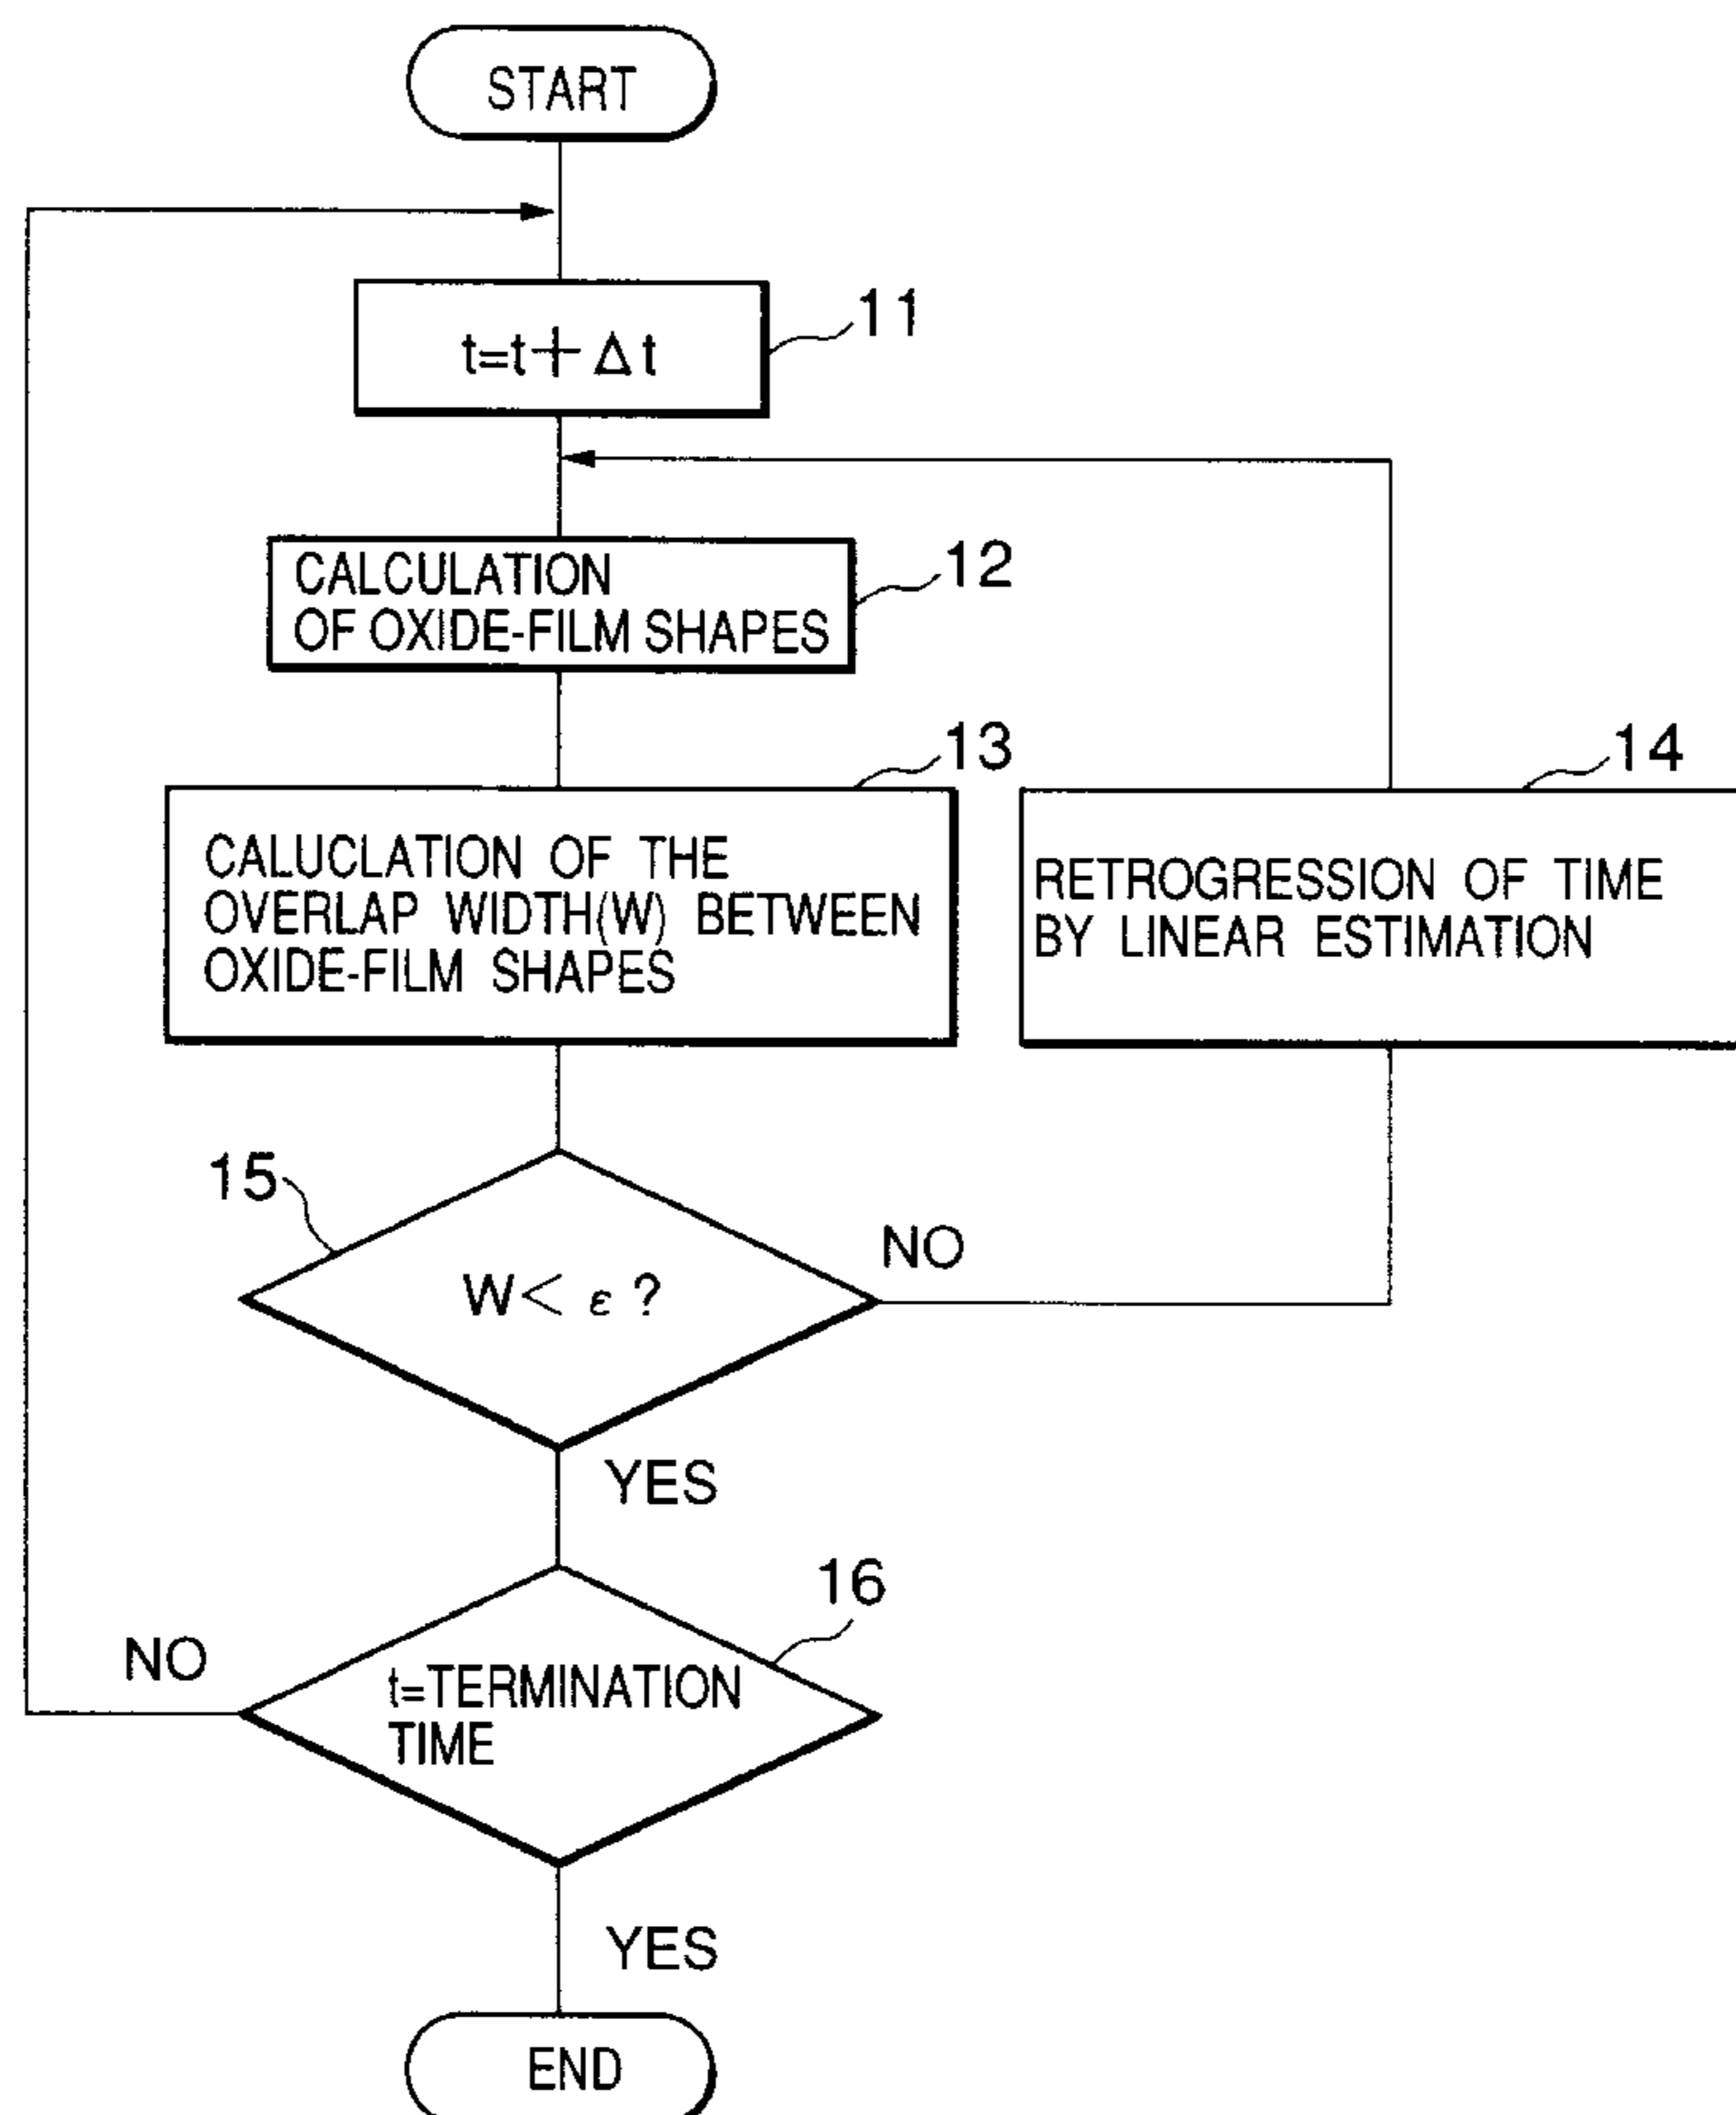 START
t=t+Δt
11
CALCULATION
OF OXIDE-FILM SHAPES
12
13
CALUCLATION OF THE
OVERLAP WIDTH(W) BETWEEN
OXIDE-FILM SHAPES
14
RETROGRESSION OF TIME
BY LINEAR ESTIMATION
15
W< ε ?
NO
YES
16
NO
t=TERMINATION
TIME
YES
END